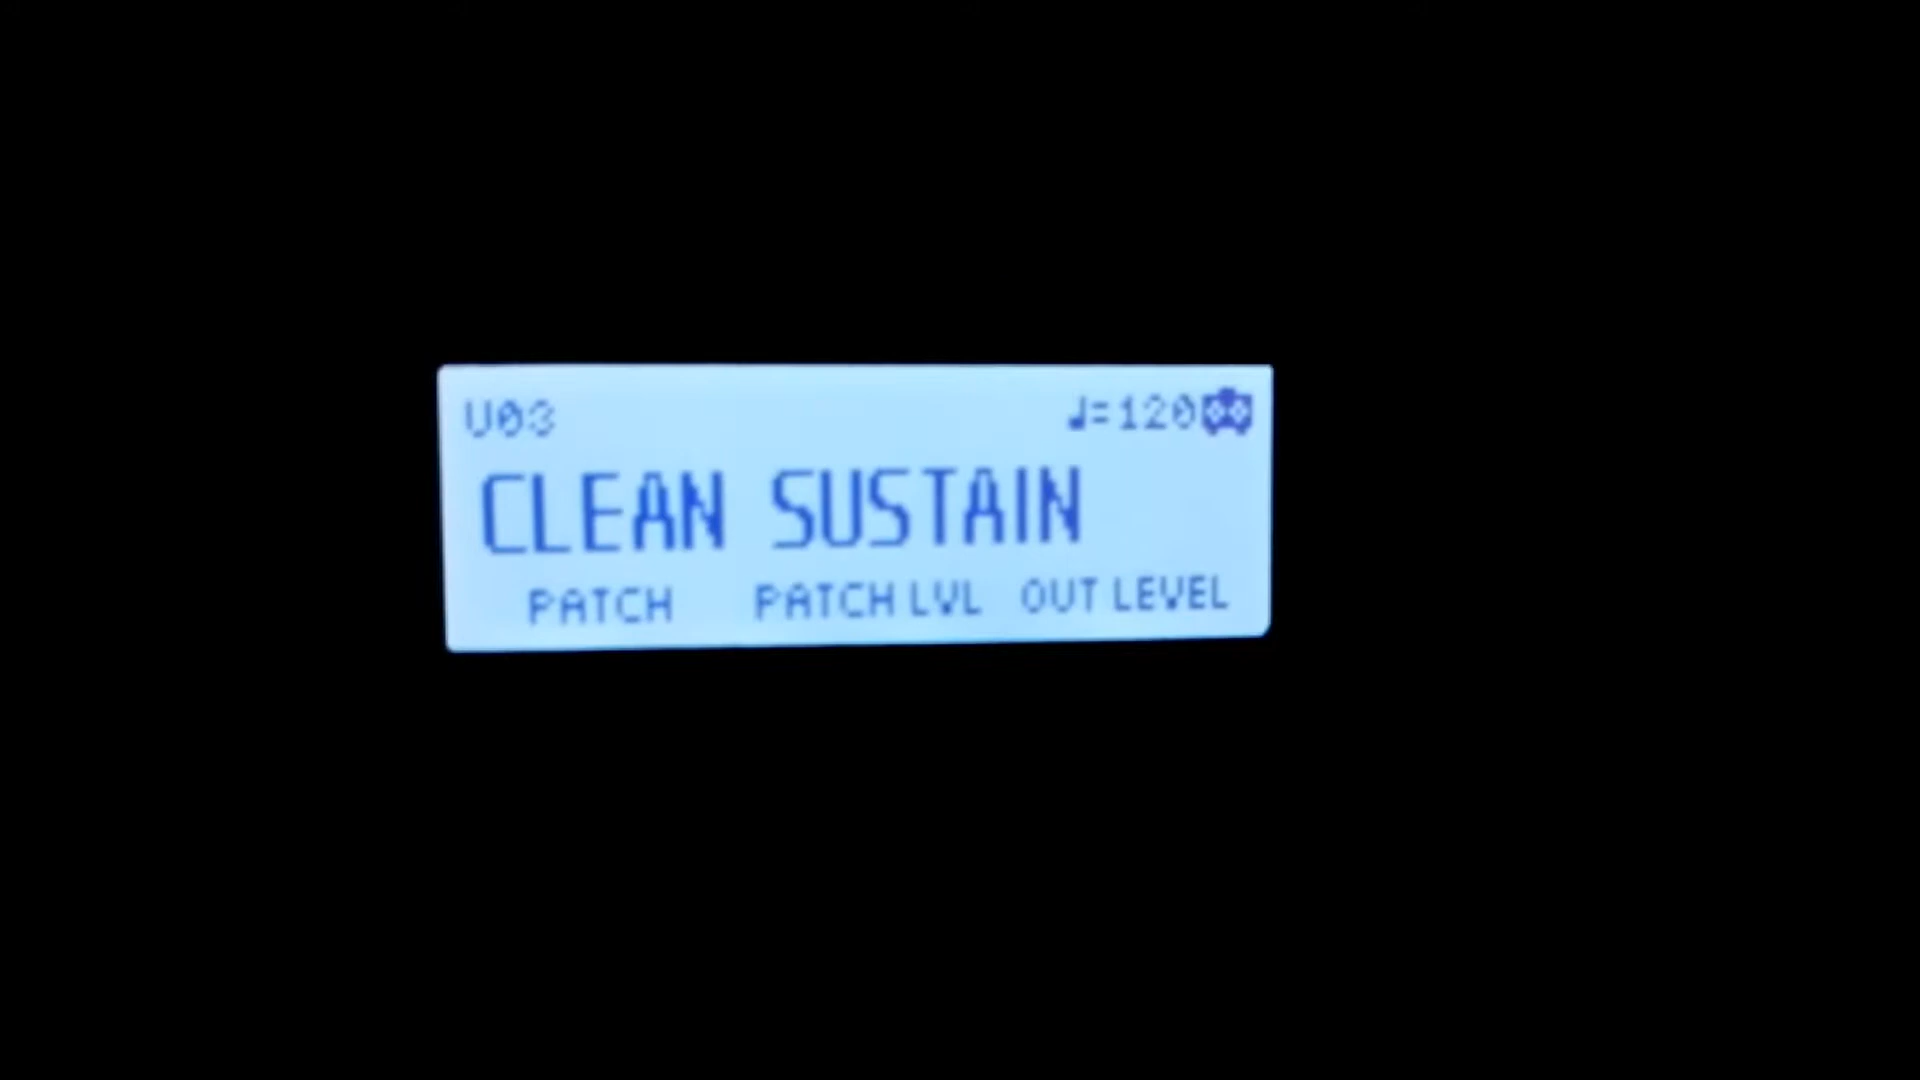 U03 ♩=120
CLEAN SUSTAIN
PATCH PATCH LVL OUT LEVEL